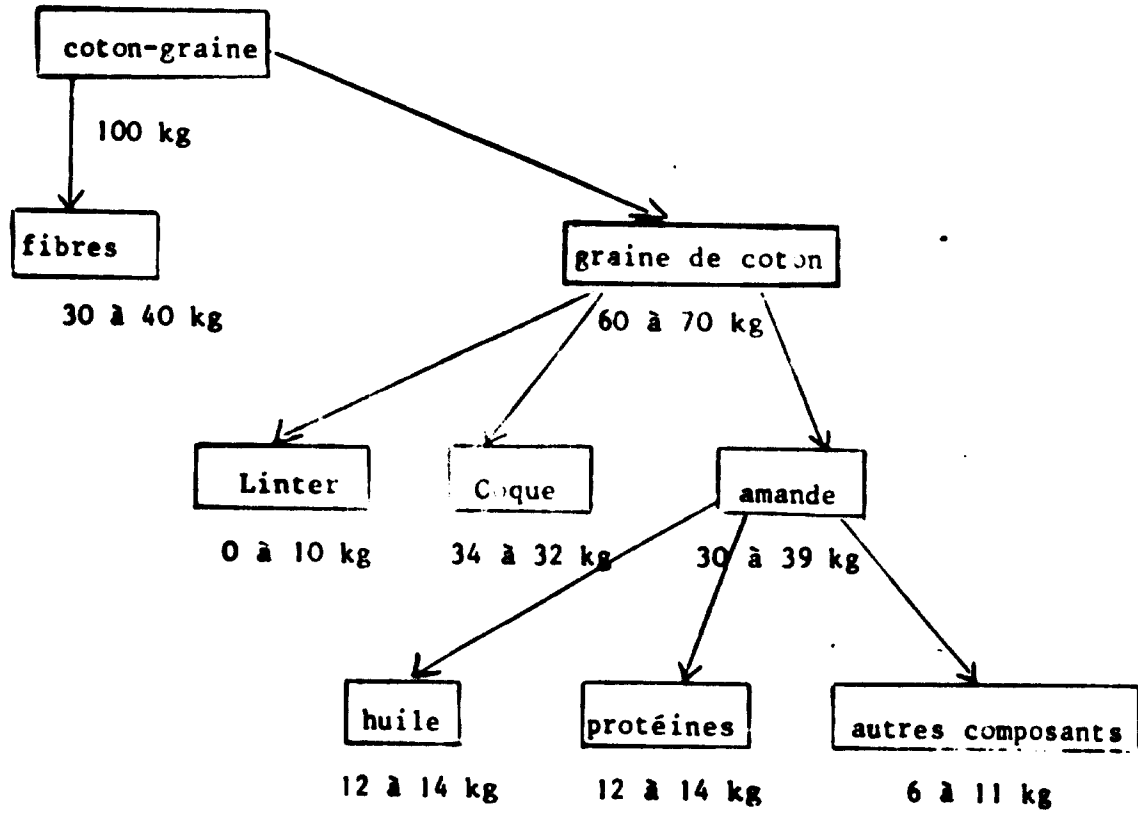 coton-graine
100 kg
fibres
30 à 40 kg
graine de coton
60 à 70 kg
Linter
Coque
amande
0 à 10 kg
34 à 32 kg
30 à 39 kg
huile
protéines
autres composants
12 à 14 kg
12 à 14 kg
6 à 11 kg